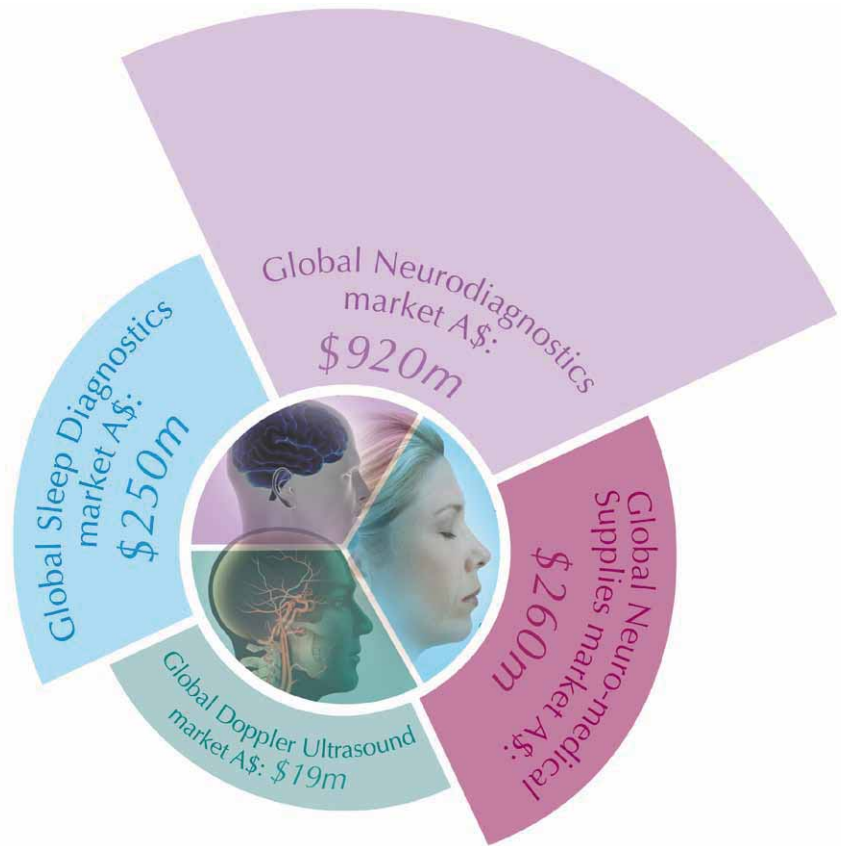 Global Neurodiagnostics
market A$:
$920m
Global Sleep Diagnostics
market A$:
$250m
Global Neuro-medical
Supplies market A$:
$260m
Global Doppler Ultrasound
market A$: $19m